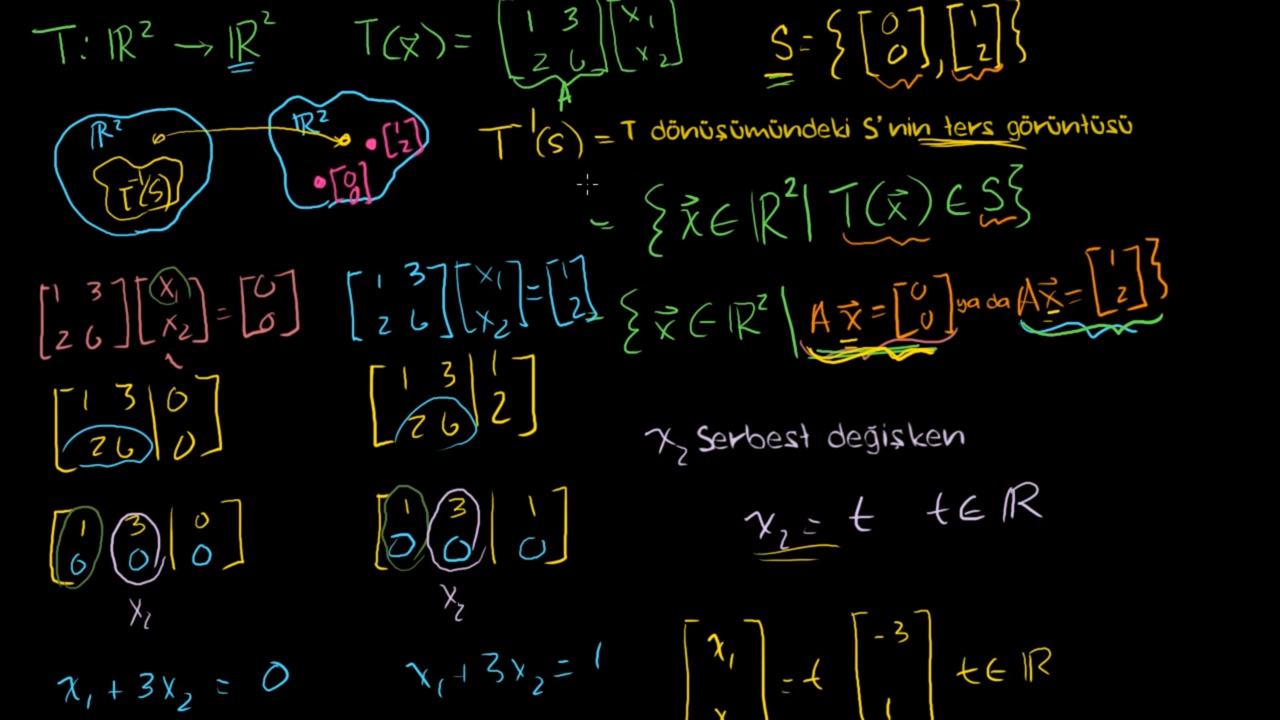 T: ℝ² → ℝ² T(x⃗) = [1 3; 2 6] [x₁; x₂] S = { [0; 0], [1; 2] }
A
ℝ² ℝ² [1; 2] T⁻¹(S) = T dönüşümündeki S'nin ters görüntüsü
T⁻¹(S) [0; 0]
= { x⃗ ∈ ℝ² | T(x⃗) ∈ S }
[1 3; 2 6] [x₁; x₂] = [0; 0] [1 3; 2 6] [x₁; x₂] = [1; 2] { x⃗ ∈ ℝ² | A x⃗ = [0; 0] ya da A x⃗ = [1; 2] }
[1 3 | 0; 2 6 | 0] [1 3 | 1; 2 6 | 2]
x₂ Serbest değişken
[1 3 | 0; 0 0 | 0] [1 3 | 1; 0 0 | 0] x₂ = t t ∈ ℝ
x₂ x₂
x₁ + 3x₂ = 0 x₁ + 3x₂ = 1 [x₁; x] = t [-3; 1] t ∈ ℝ